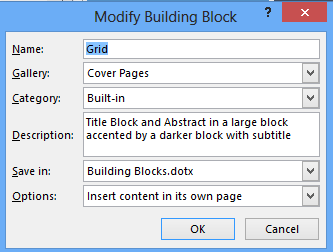 Modify Building Block ?
Name: Grid
Gallery: Cover Pages
Category: Built-in
Description: Title Block and Abstract in a large block
accented by a darker block with subtitle
Save in: Building Blocks.dotx
Options: Insert content in its own page
OK Cancel